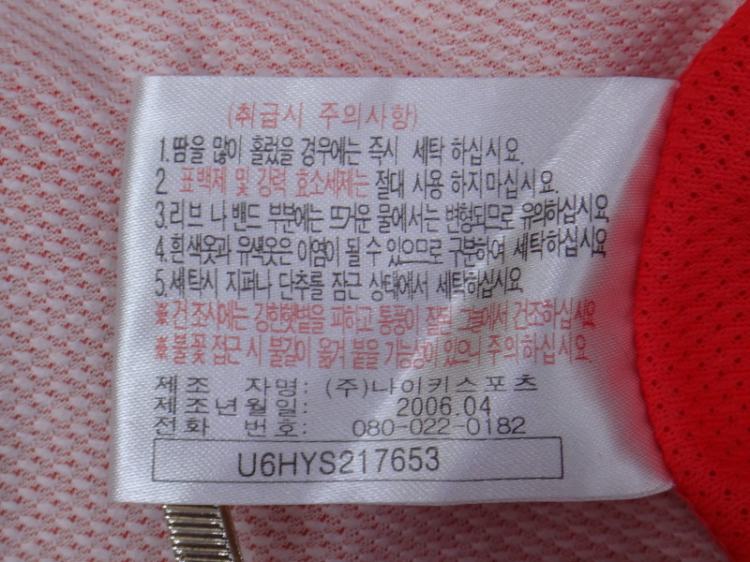 (취급시 주의사항)
1.땀을 많이 흘렸을 경우에는 즉시 세탁 하십시요.
2. 표백제 및 강력 효소세제는 절대 사용 하지마십시요.
3.리브 나 밴드 부분에는 뜨거운 물에서는 변형되므로 유의하십시요
4.흰색옷과 유색옷은 이염이 될 수 있으므로 구분하여 세탁하십시요
5.세탁시 지퍼나 단추를 잠근 상태에서 세탁하십시요
※건조시에는 강한햇빛을 피하고 통풍이 잘된 그늘에서 건조하십시요
※불꽃 접근 시 불길이 옮겨 붙을 가능성이 있으니 주의 하십시요.
제조 자명: (주)나이키스포츠
제조년월일: 2006.04
전화 번호: 080-022-0182
U6HYS217653